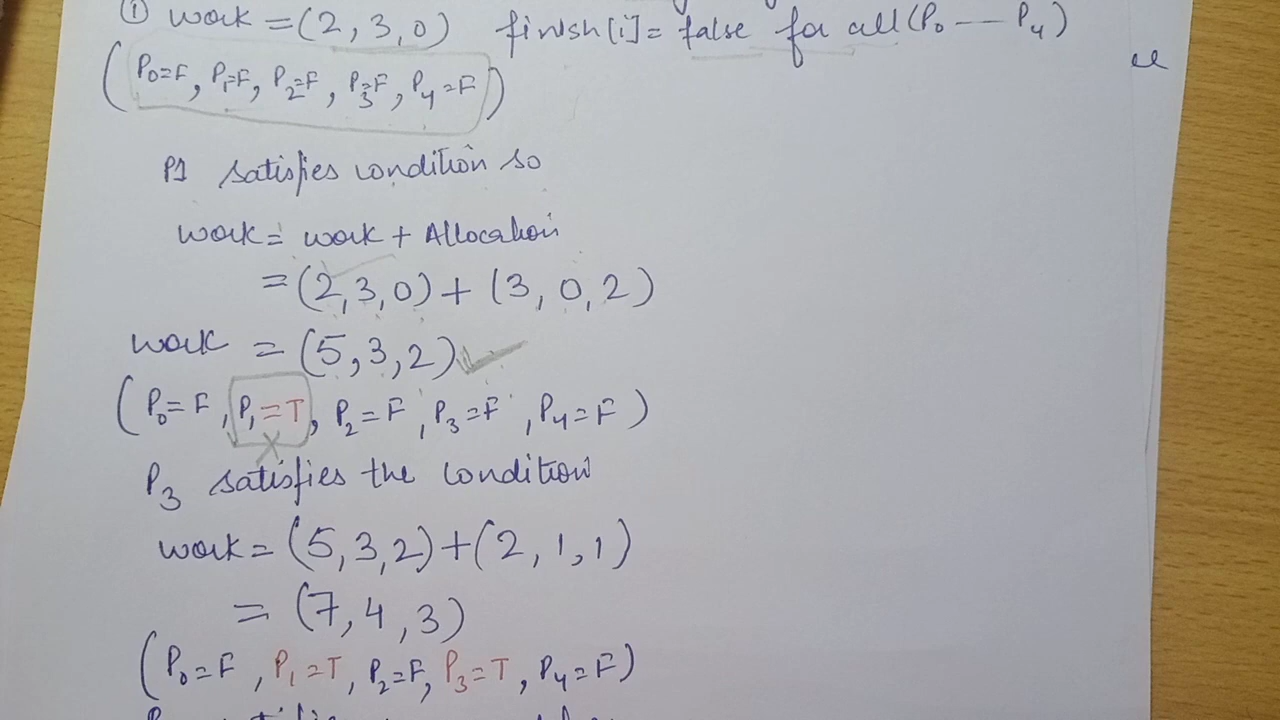 ① work = (2, 3, 0) finish[i] = false for all (P0 — P4)
(P0=F, P1=F, P2=F, P3=F, P4=F)
P1 satisfies condition so
work = work + Allocation
= (2,3,0) + (3, 0, 2)
work = (5,3,2)
(P0=F, P1=T, P2=F, P3=F, P4=F)
P3 satisfies the condition
work = (5,3,2)+(2,1,1)
= (7,4,3)
(P0=F, P1=T, P2=F, P3=T, P4=F)